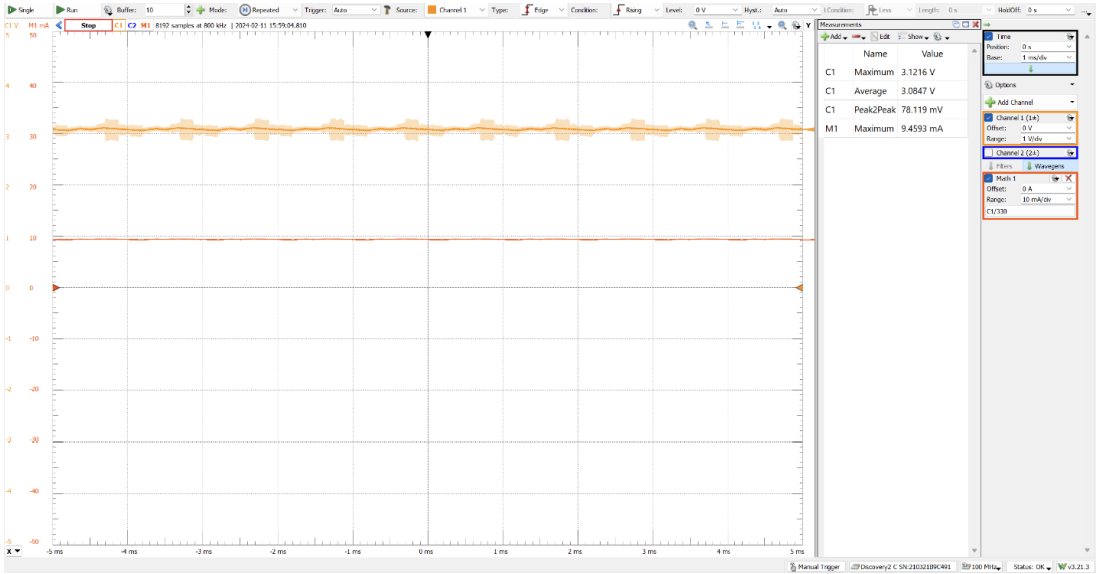 Single Run Buffer: 10 Mode: Repeated Trigger: Auto Source: Channel 1 Type: Edge Condition: Rising Level: 0 V Hyst.: Auto LCondition: Less Length: 0 s HoldOff: 0 s ...
C1 V M1 mA Stop C1 C2 M1 8192 samples at 800 kHz | 2024-02-11 15:59:04.810 Y
5 50
4 40
3 30
2 20
1 10
0 0
-1 -10
-2 -20
-3 -30
-4 -40
-5 -50
X -5 ms -4 ms -3 ms -2 ms -1 ms 0 ms 1 ms 2 ms 3 ms 4 ms 5 ms
Measurements
Add Edit Show
Name Value
C1 Maximum 3.1216 V
C1 Average 3.0847 V
C1 Peak2Peak 78.119 mV
M1 Maximum 9.4593 mA
Time
Position: 0 s
Base: 1 ms/div
Options
Add Channel
Channel 1 (1±)
Offset: 0 V
Range: 1 V/div
Channel 2 (2±)
Filters Wavegens
Math 1 X
Offset: 0 A
Range: 10 mA/div
C1/330
Manual Trigger Discovery2 C SN:210321B9C491 100 MHz Status: OK v3.21.3